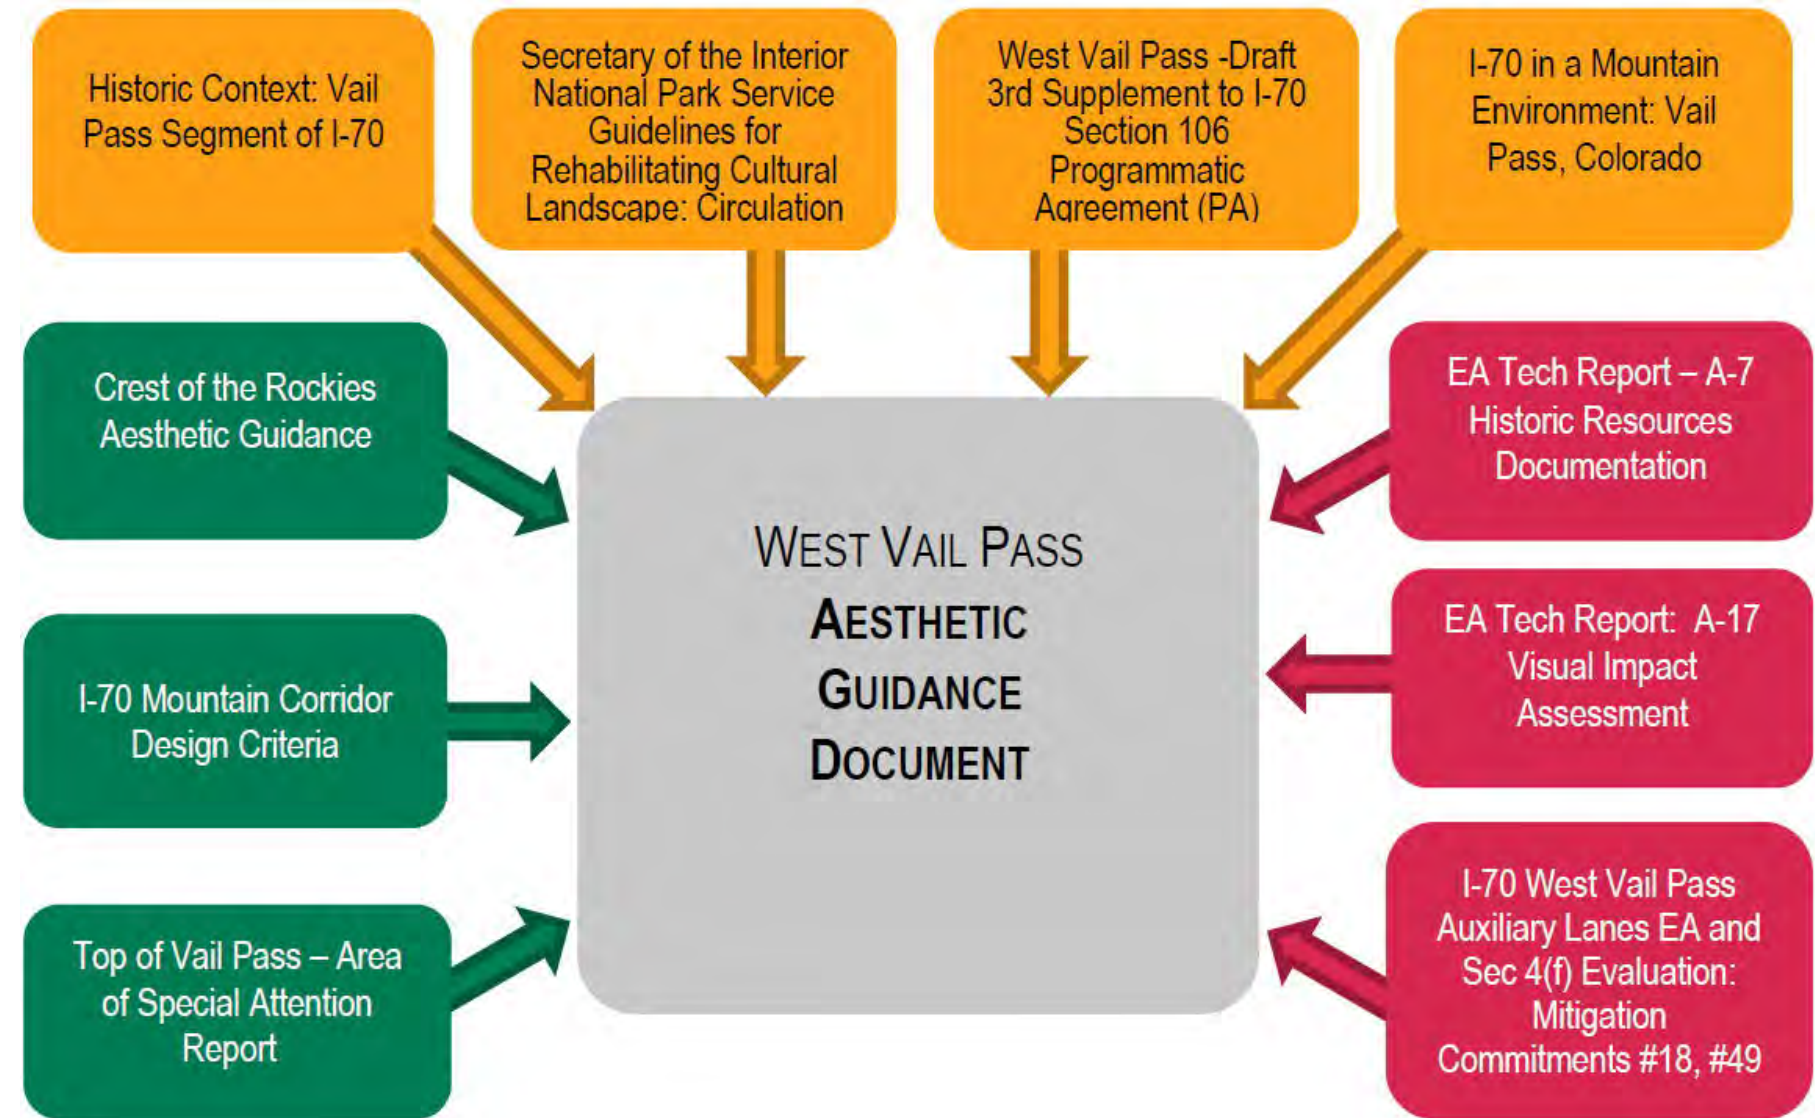 Historic Context: Vail
Pass Segment of I-70
Secretary of the Interior
National Park Service
Guidelines for
Rehabilitating Cultural
Landscape: Circulation
West Vail Pass -Draft
3rd Supplement to I-70
Section 106
Programmatic
Agreement (PA)
I-70 in a Mountain
Environment: Vail
Pass, Colorado
Crest of the Rockies
Aesthetic Guidance
I-70 Mountain Corridor
Design Criteria
Top of Vail Pass – Area
of Special Attention
Report
WEST VAIL PASS
AESTHETIC
GUIDANCE
DOCUMENT
EA Tech Report – A-7
Historic Resources
Documentation
EA Tech Report: A-17
Visual Impact
Assessment
I-70 West Vail Pass
Auxiliary Lanes EA and
Sec 4(f) Evaluation:
Mitigation
Commitments #18, #49